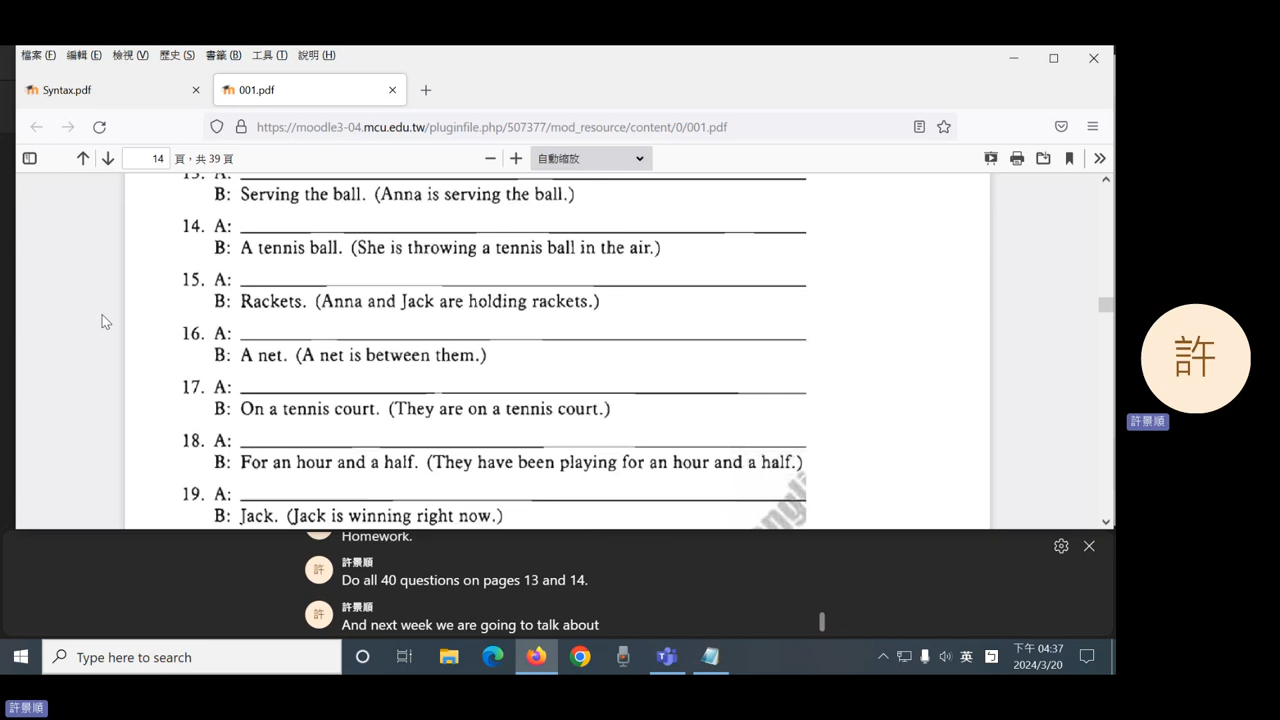 檔案 (F) 編輯 (E) 檢視 (V) 歷史 (S) 書籤 (B) 工具 (T) 說明 (H)
Syntax.pdf
001.pdf
https://moodle3-04.mcu.edu.tw/pluginfile.php/507377/mod_resource/content/0/001.pdf
14 頁，共 39 頁
自動縮放
13. A:
B: Serving the ball. (Anna is serving the ball.)
14. A:
B: A tennis ball. (She is throwing a tennis ball in the air.)
15. A:
B: Rackets. (Anna and Jack are holding rackets.)
16. A:
B: A net. (A net is between them.)
17. A:
B: On a tennis court. (They are on a tennis court.)
18. A:
B: For an hour and a half. (They have been playing for an hour and a half.)
19. A:
B: Jack. (Jack is winning right now.)
許
許景順
Homework.
許 許景順
Do all 40 questions on pages 13 and 14.
許 許景順
And next week we are going to talk about
Type here to search
英
下午 04:37
2024/3/20
許景順